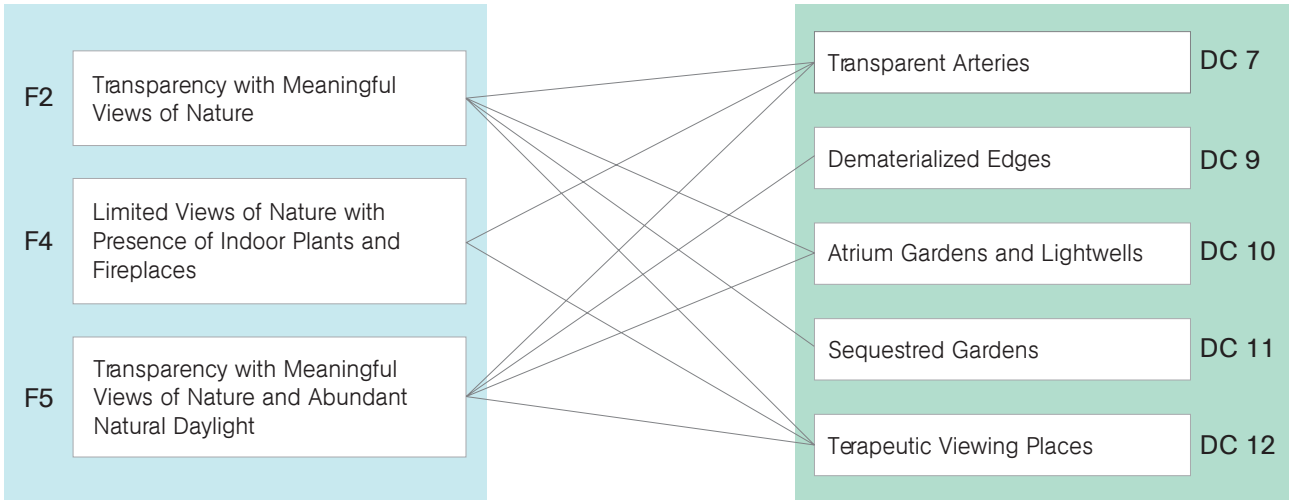 F2
Transparency with Meaningful
Views of Nature
F4
Limited Views of Nature with
Presence of Indoor Plants and
Fireplaces
F5
Transparency with Meaningful
Views of Nature and Abundant
Natural Daylight
Transparent Arteries
DC 7
Dematerialized Edges
DC 9
Atrium Gardens and Lightwells
DC 10
Sequestred Gardens
DC 11
Terapeutic Viewing Places
DC 12